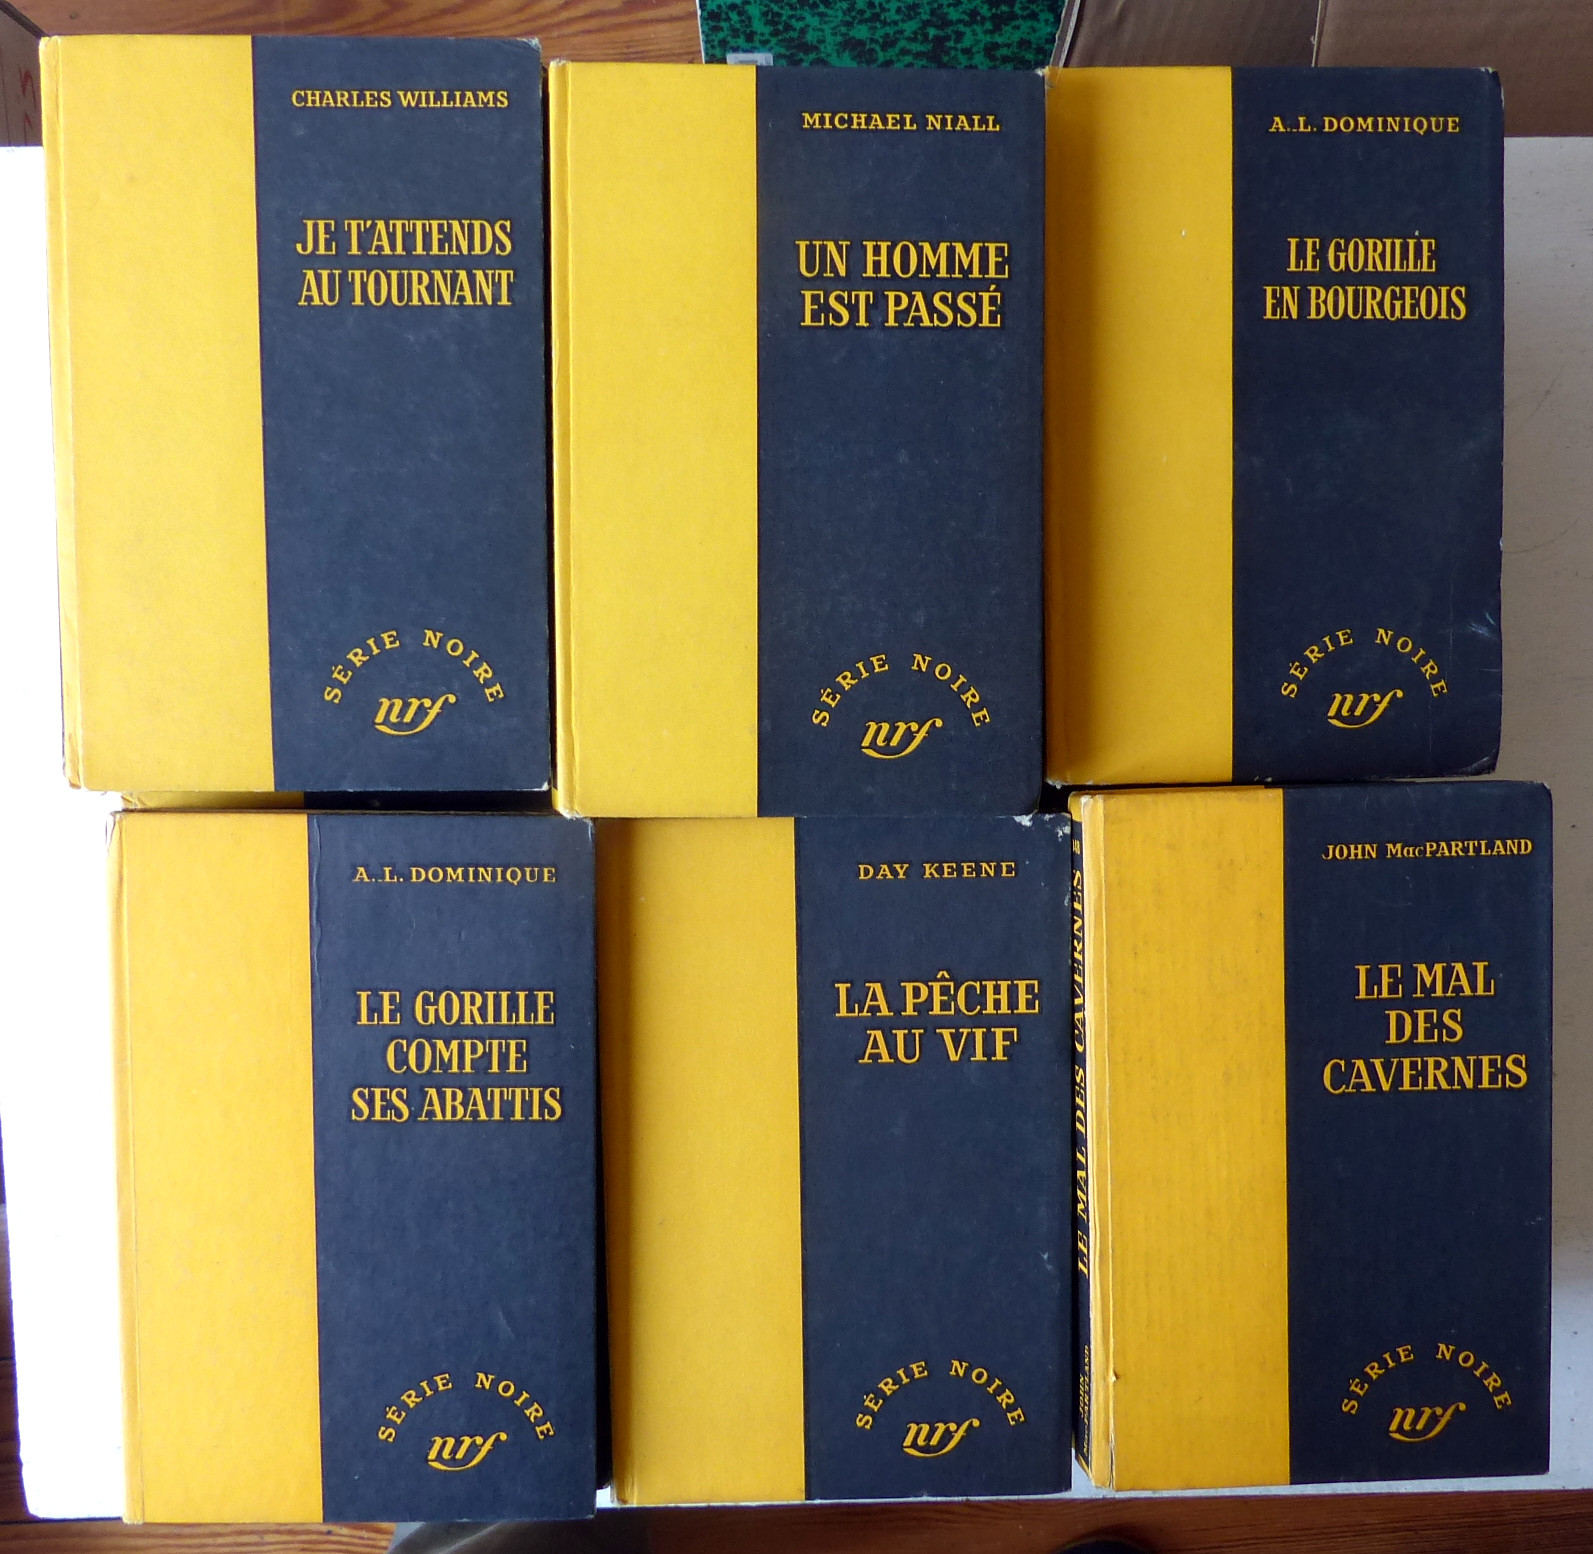 CHARLES WILLIAMS
JE T'ATTENDS
AU TOURNANT
SÉRIE NOIRE
nrf
MICHAEL NIALL
UN HOMME
EST PASSÉ
SÉRIE NOIRE
nrf
A.-L. DOMINIQUE
LE GORILLE
EN BOURGEOIS
SÉRIE NOIRE
nrf
A.-L. DOMINIQUE
LE GORILLE
COMPTE
SES ABATTIS
SÉRIE NOIRE
nrf
DAY KEENE
LA PÊCHE
AU VIF
SÉRIE NOIRE
nrf
LE MAL DES CAVERNES
JOHN
MacPARTLAND
JOHN MacPARTLAND
LE MAL
DES
CAVERNES
SÉRIE NOIRE
nrf